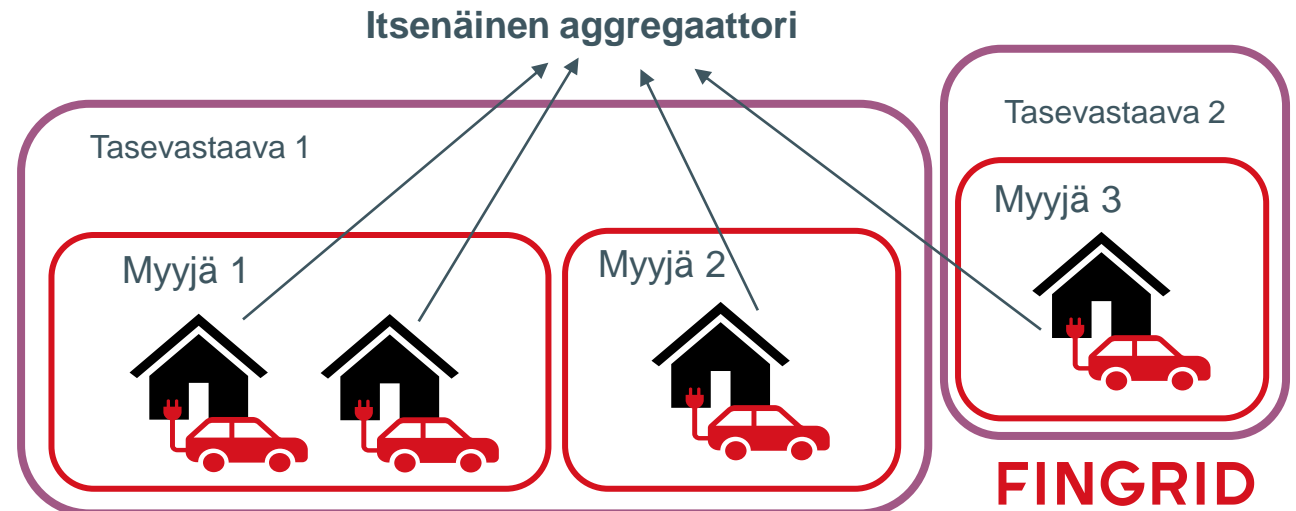 Itsenäinen aggregaattori
Tasevastaava 1
Tasevastaava 2
Myyjä 1
Myyjä 2
Myyjä 3
FINGRID